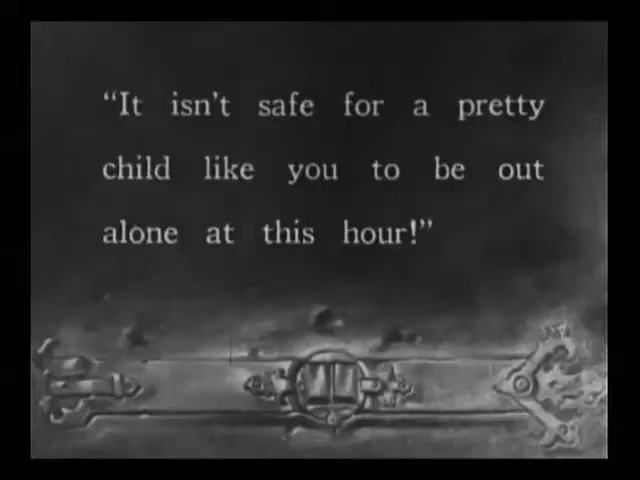 “It isn't safe for a pretty
child like you to be out
alone at this hour!”